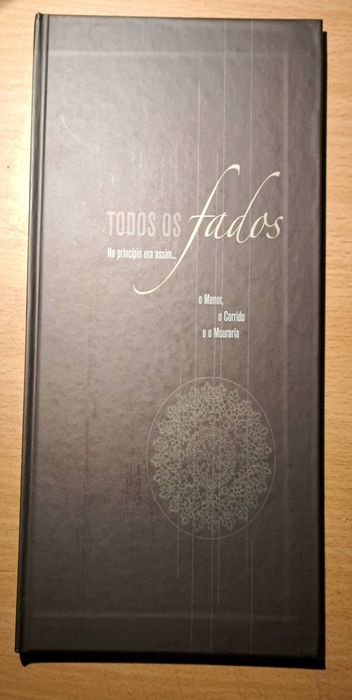 TODOS OS fados
No princípio era assim...
o Menor,
o Corrido
e o Mouraria